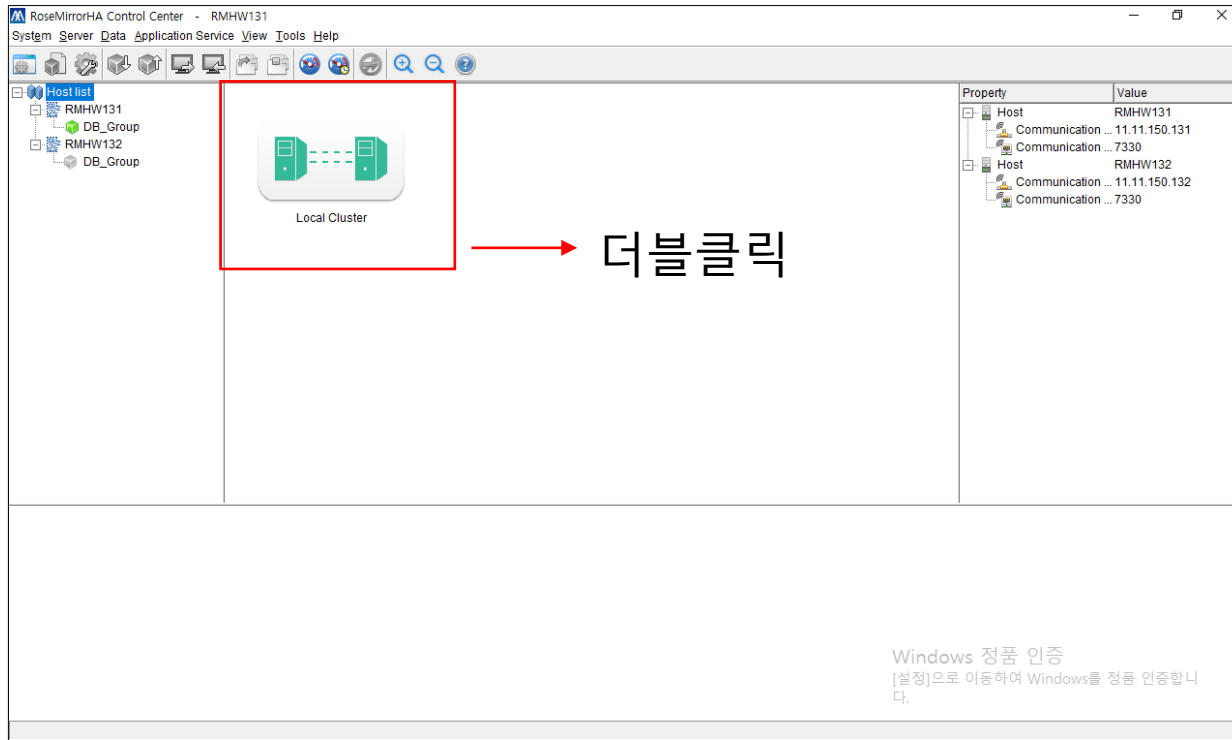 RoseMirrorHA Control Center - RMHW131
System Server Data Application Service View Tools Help
Host list
RMHW131
DB_Group
RMHW132
DB_Group
Local Cluster
더블클릭
Property Value
Host RMHW131
Communication ... 11.11.150.131
Communication ... 7330
Host RMHW132
Communication ... 11.11.150.132
Communication ... 7330
Windows 정품 인증
[설정]으로 이동하여 Windows를 정품 인증합니
다.